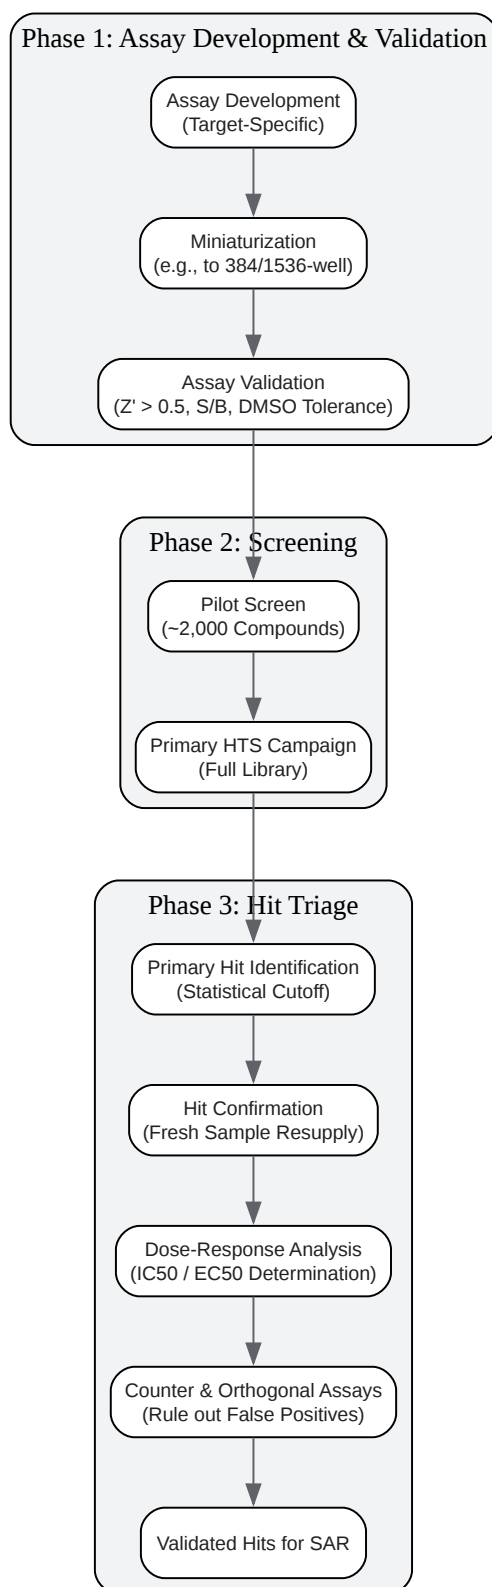 Phase 1: Assay Development & Validation
Assay Development
(Target-Specific)
Miniaturization
(e.g., to 384/1536-well)
Assay Validation
(Z' > 0.5, S/B, DMSO Tolerance)
Phase 2: Screening
Pilot Screen
(~2,000 Compounds)
Primary HTS Campaign
(Full Library)
Phase 3: Hit Triage
Primary Hit Identification
(Statistical Cutoff)
Hit Confirmation
(Fresh Sample Resupply)
Dose-Response Analysis
(IC50 / EC50 Determination)
Counter & Orthogonal Assays
(Rule out False Positives)
Validated Hits for SAR